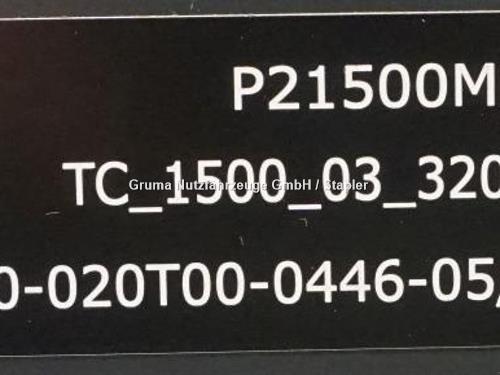 P21500M
TC_1500_03_320
Gruma Nutzfahrzeuge GmbH / Stapler
0-020T00-0446-05/